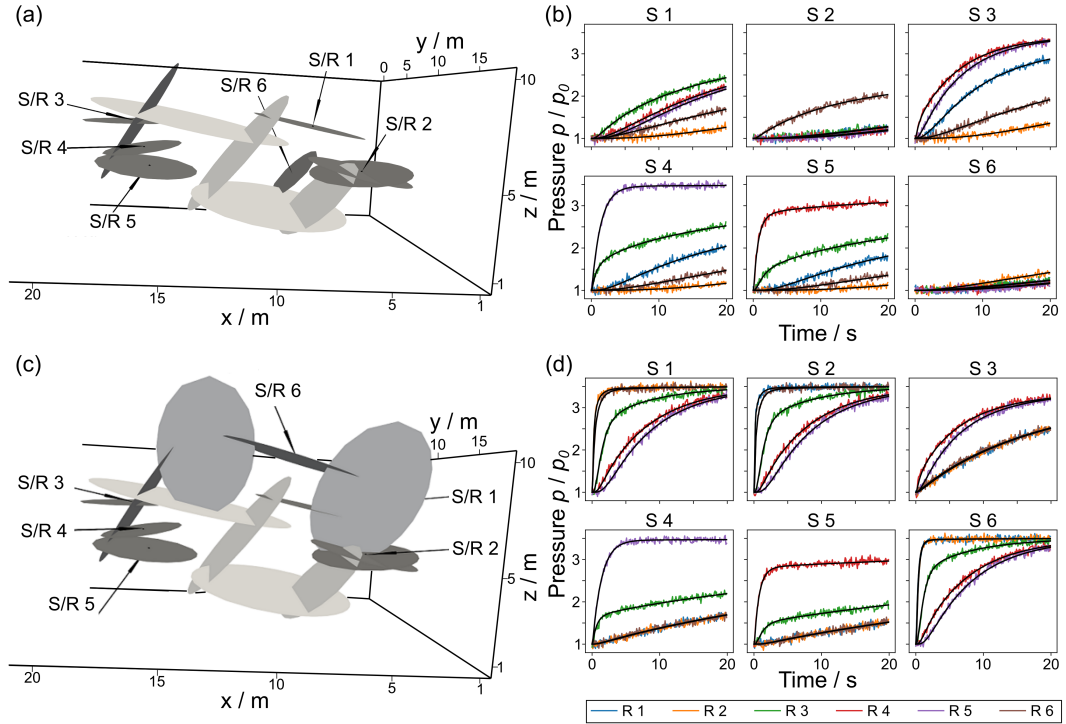 (a)
y / m
0 5 10 15
S/R 6
S/R 1
S/R 3
S/R 2
S/R 4
S/R 5
10
5
1
z / m
20 15 10 5 1
x / m
(b)
S 1 S 2 S 3
3
2
1
S 4 S 5 S 6
3
2
1
Pressure p / p0
0 10 20 0 10 20 0 10 20
Time / s
(c)
S/R 6
y / m
10 15
S/R 3
S/R 1
S/R 4
S/R 2
S/R 5
10
5
1
z / m
20 15 10 5 1
x / m
(d)
S 1 S 2 S 3
3
2
1
S 4 S 5 S 6
3
2
1
Pressure p / p0
0 10 20 0 10 20 0 10 20
Time / s
R 1 R 2 R 3 R 4 R 5 R 6